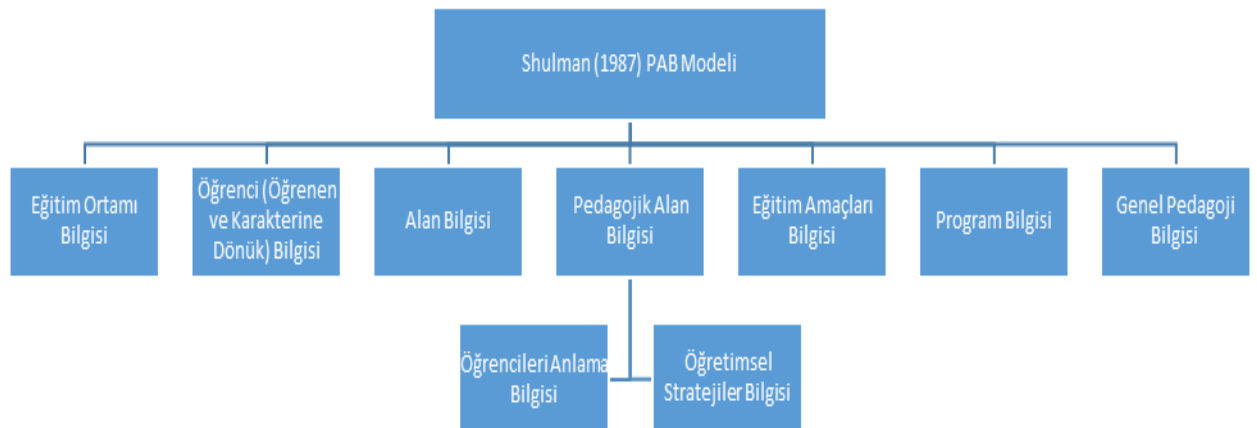 Shulman (1987) PAB Modeli
Eğitim Ortamı
Bilgisi
Öğrenci (Öğrenen
ve Karakterine
Dönük) Bilgisi
Alan Bilgisi
Pedagojik Alan
Bilgisi
Eğitim Amaçları
Bilgisi
Program Bilgisi
Genel Pedagoji
Bilgisi
Öğrencileri Anlama
Bilgisi
Öğretimsel
Stratejiler Bilgisi